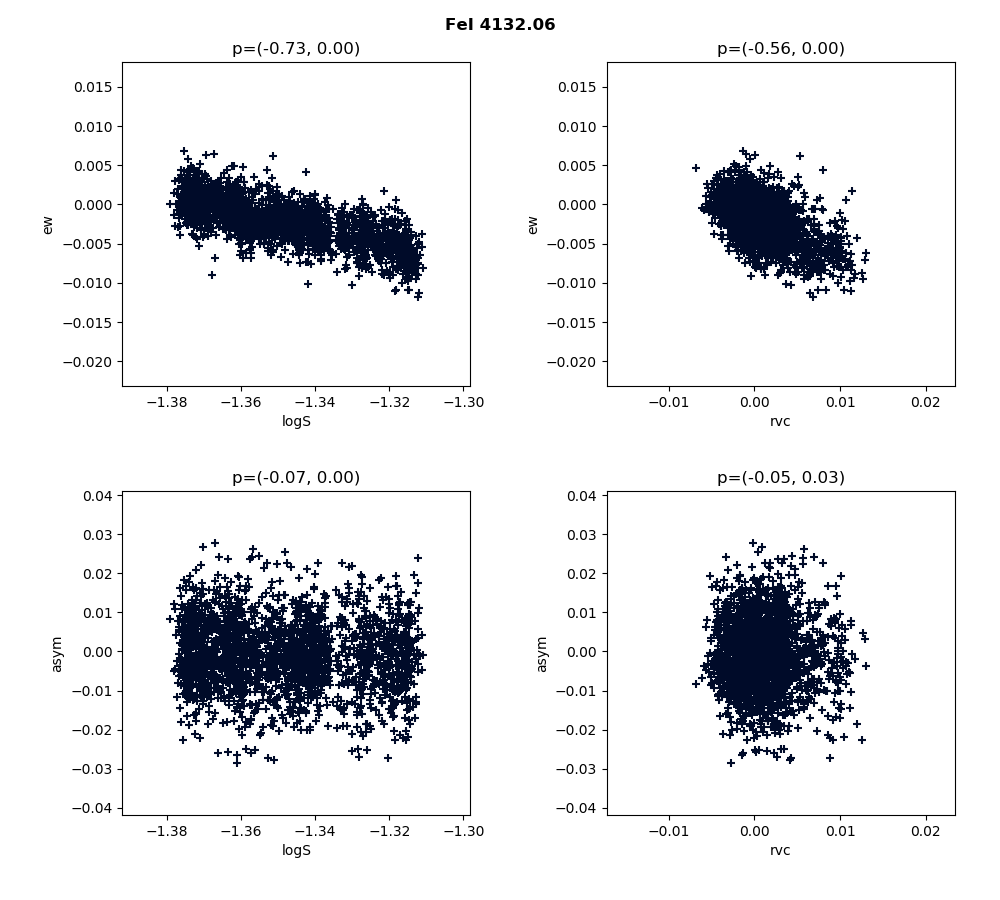 FeI 4132.06
p=(-0.73, 0.00)
p=(-0.56, 0.00)
0.015
0.010
0.005
0.000
−0.005
−0.010
−0.015
−0.020
ew
−1.38 −1.36 −1.34 −1.32 −1.30
logS
0.015
0.010
0.005
0.000
−0.005
−0.010
−0.015
−0.020
ew
−0.01 0.00 0.01 0.02
rvc
p=(-0.07, 0.00)
p=(-0.05, 0.03)
0.04
0.03
0.02
0.01
0.00
−0.01
−0.02
−0.03
−0.04
asym
−1.38 −1.36 −1.34 −1.32 −1.30
logS
0.04
0.03
0.02
0.01
0.00
−0.01
−0.02
−0.03
−0.04
asym
−0.01 0.00 0.01 0.02
rvc